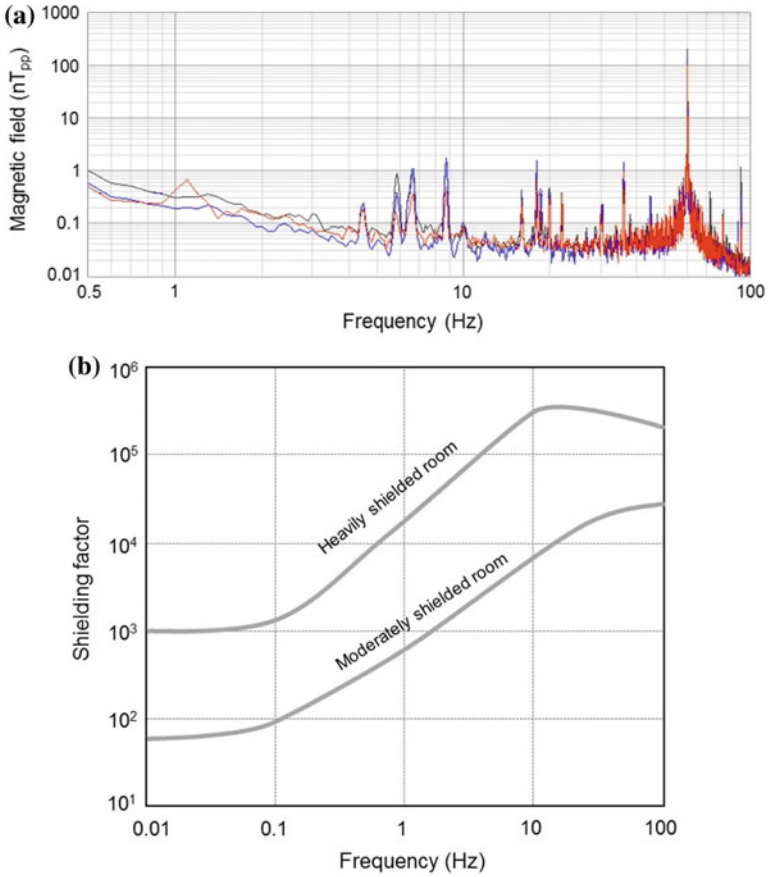 (a)
Magnetic field (nTpp)
1000
100
10
1
0.1
0.01
0.5
1
10
100
Frequency (Hz)
(b)
Shielding factor
10⁶
10⁵
10⁴
10³
10²
10¹
Heavily shielded room
Moderately shielded room
0.01
0.1
1
10
100
Frequency (Hz)